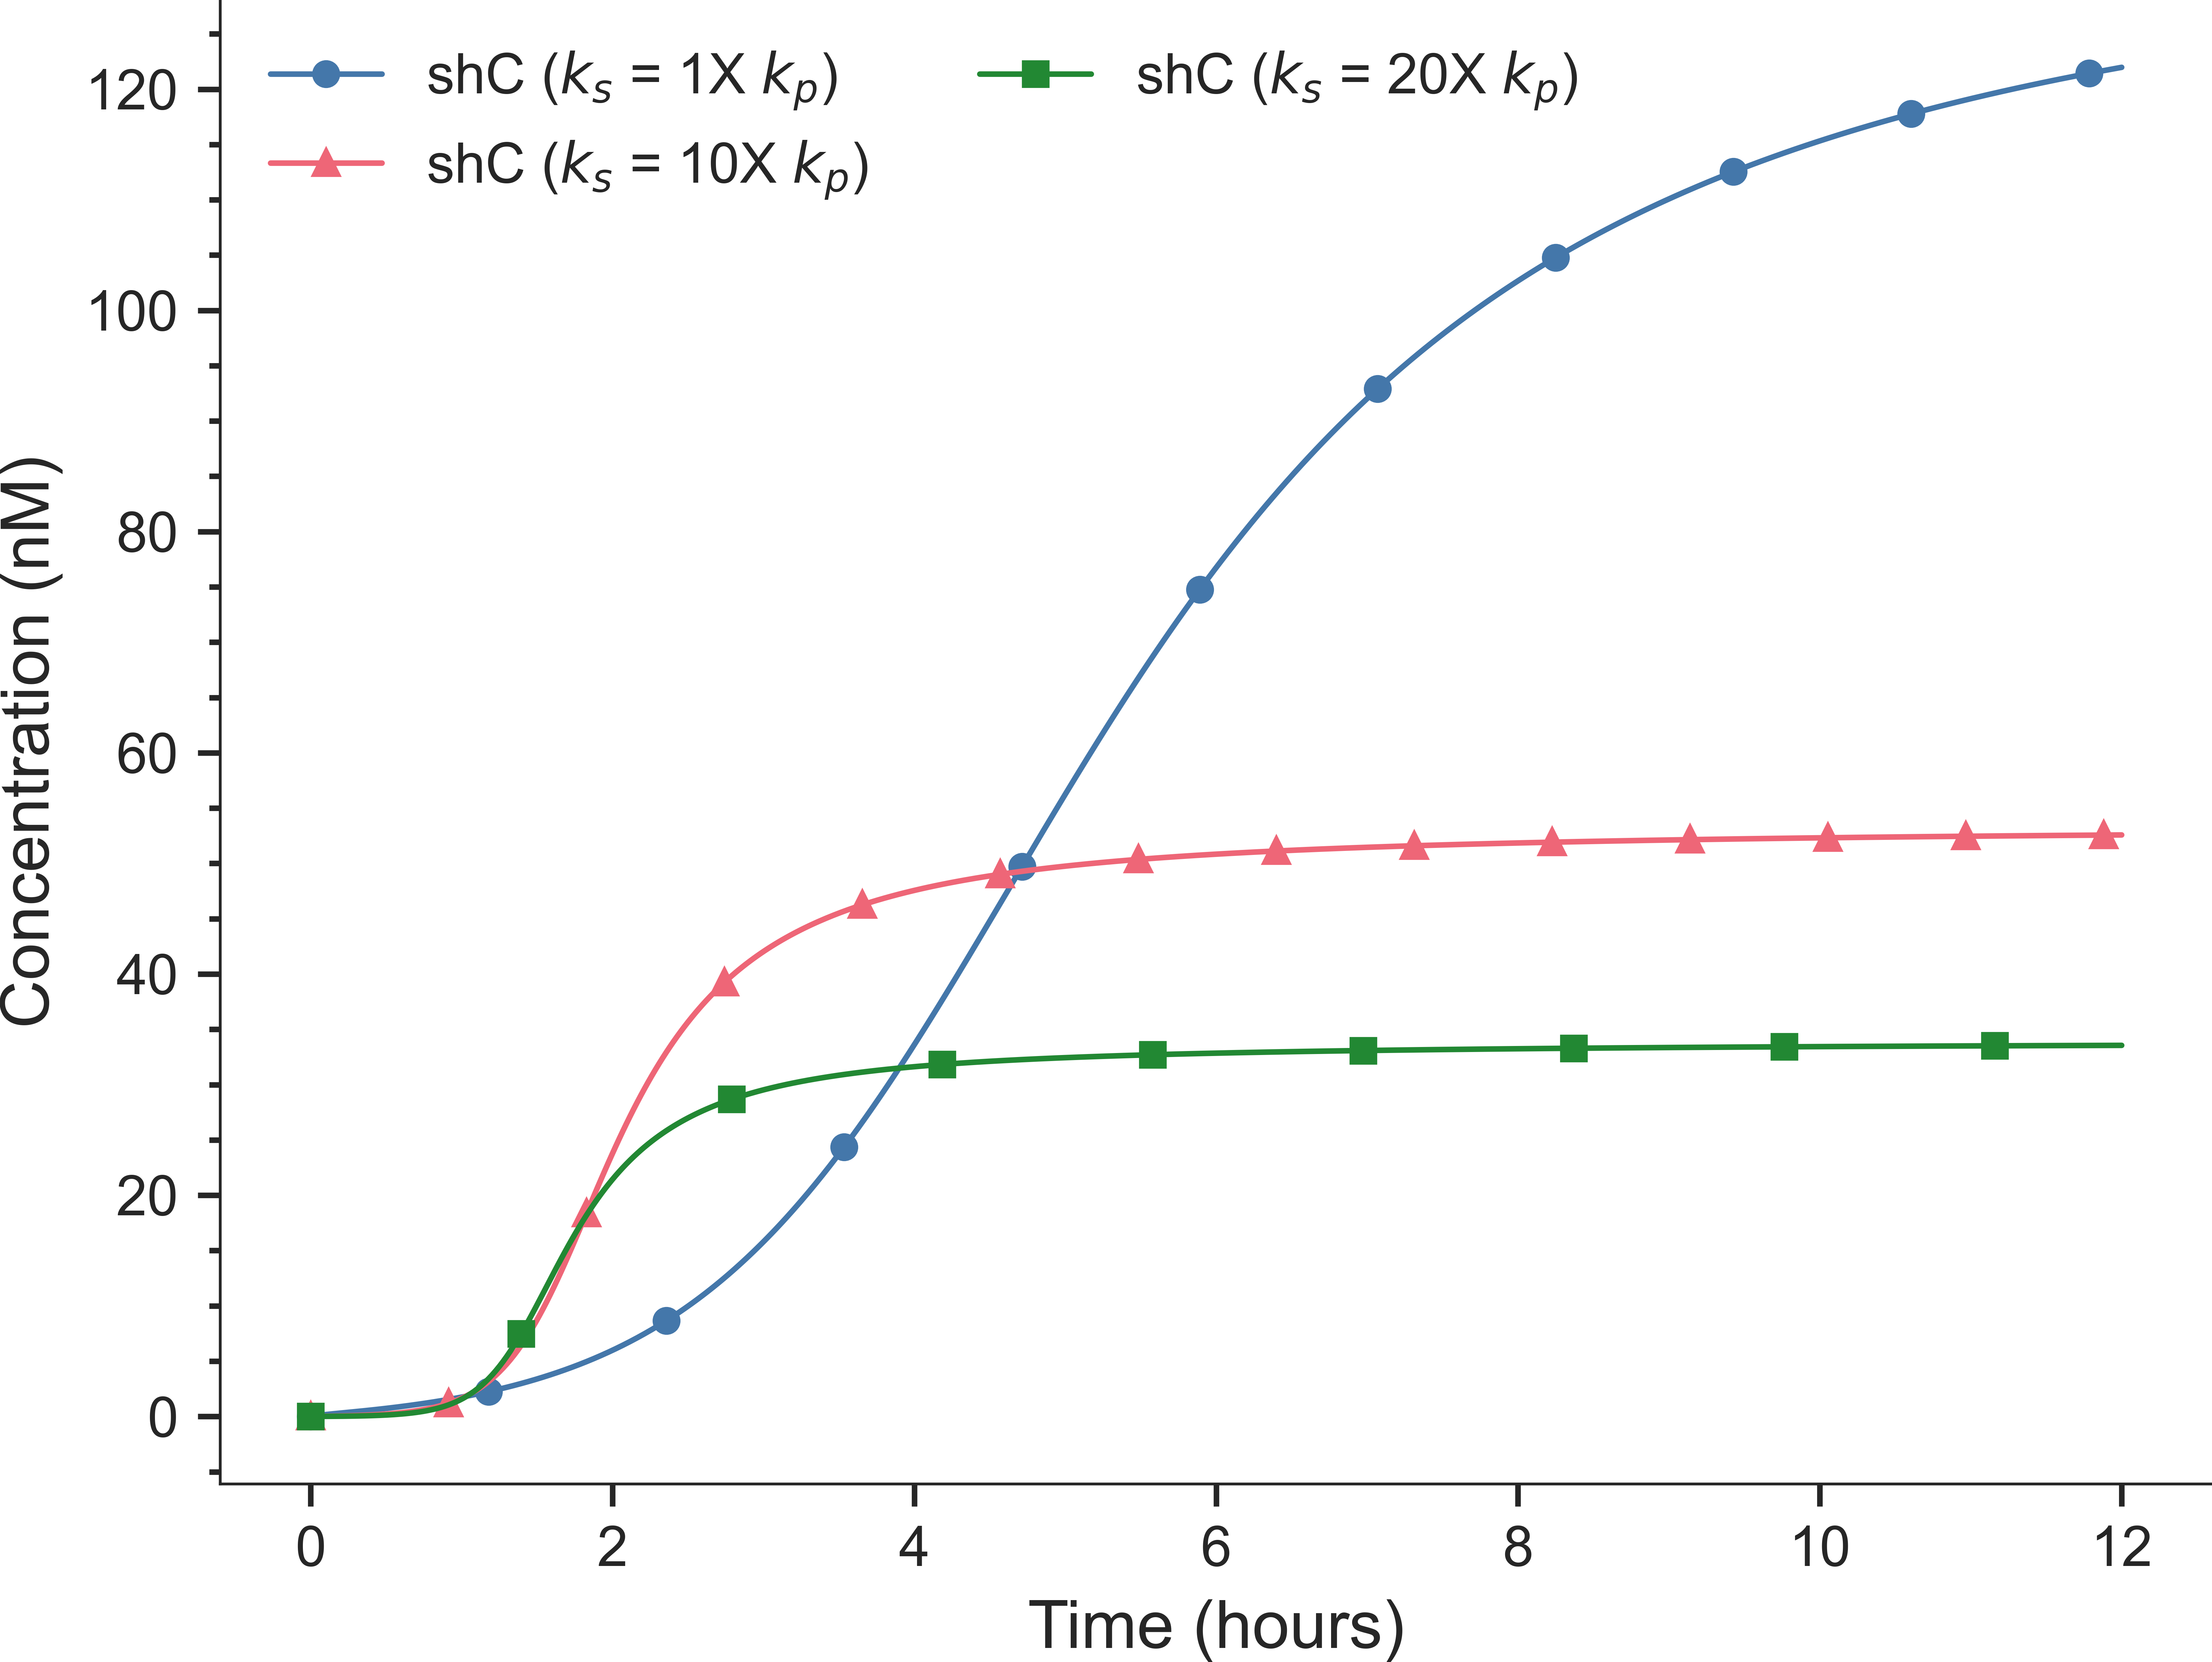 shC (kₛ = 1X kₚ)
shC (kₛ = 10X kₚ)
shC (kₛ = 20X kₚ)
Concentration (nM)
120
100
80
60
40
20
0
0 2 4 6 8 10 12
Time (hours)